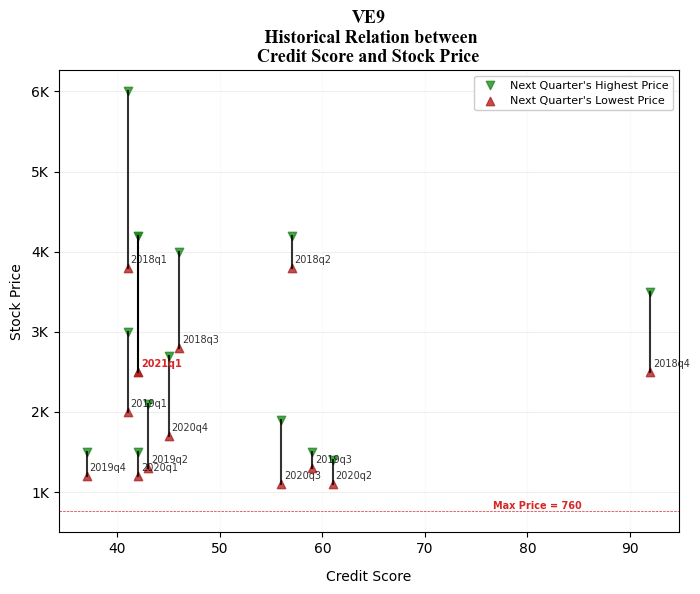 VE9
Historical Relation between
Credit Score and Stock Price
Next Quarter's Highest Price
Next Quarter's Lowest Price
6K
5K
4K
3K
2K
1K
Stock Price
2018q1
2018q2
2018q3
2018q4
2021q1
2019q1
2020q4
2019q2
2019q3
2019q4
2020q1
2020q3
2020q2
Max Price = 760
40
50
60
70
80
90
Credit Score